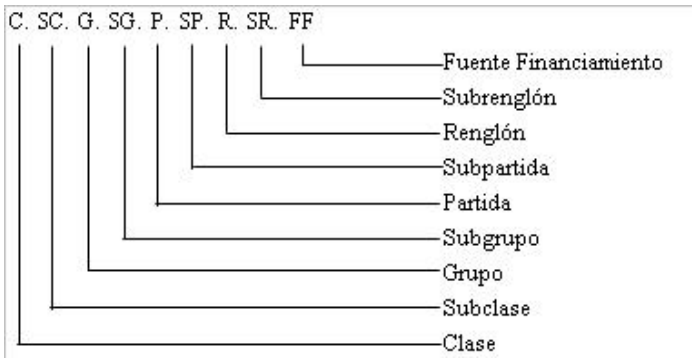 C. SC. G. SG. P. SP. R. SR. FF
Fuente Financiamiento
Subrenglón
Renglón
Subpartida
Partida
Subgrupo
Grupo
Subclase
Clase